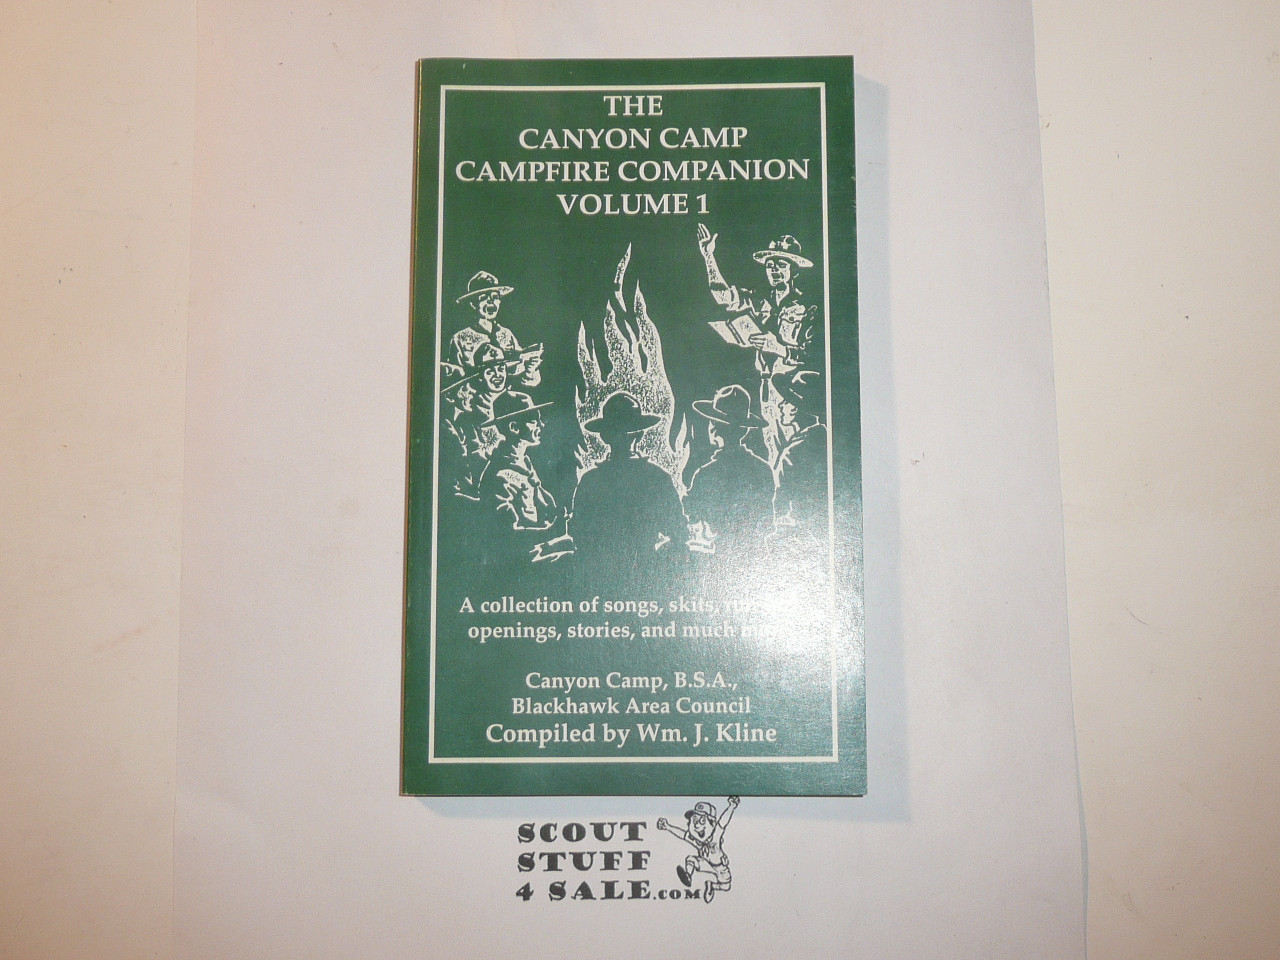 THE
CANYON CAMP
CAMPFIRE COMPANION
VOLUME 1
A collection of songs, skits,
openings, stories, and much
Canyon Camp, B.S.A.,
Blackhawk Area Council
Compiled by Wm. J. Kline
SCOUT
STUFF
4 SALE.COM